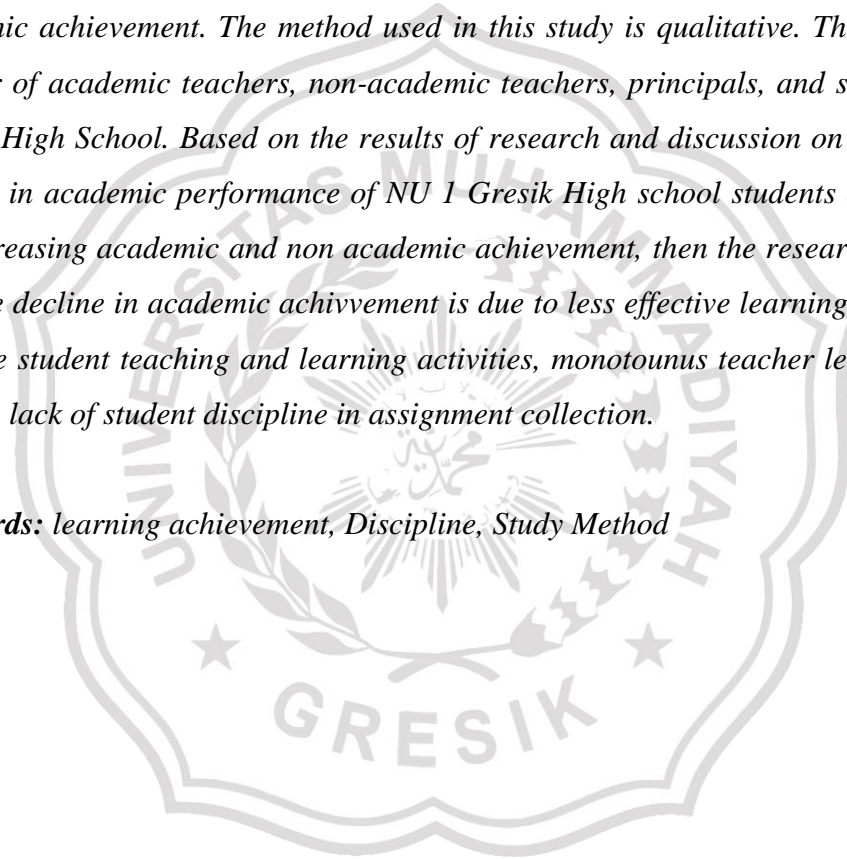 nic achievement. The method used in this study is qualitative. Th
r of academic teachers, non-academic teachers, principals, and s
High School. Based on the results of research and discussion on
in academic performance of NU 1 Gresik High school students
creasing academic and non academic achievement, then the resear
e decline in academic achivvement is due to less effective learning
e student teaching and learning activities, monotounus teacher le
lack of student discipline in assignment collection.
rds: learning achievement, Discipline, Study Method
UNIVERSITAS MUHAMMADIYAH
GRESIK